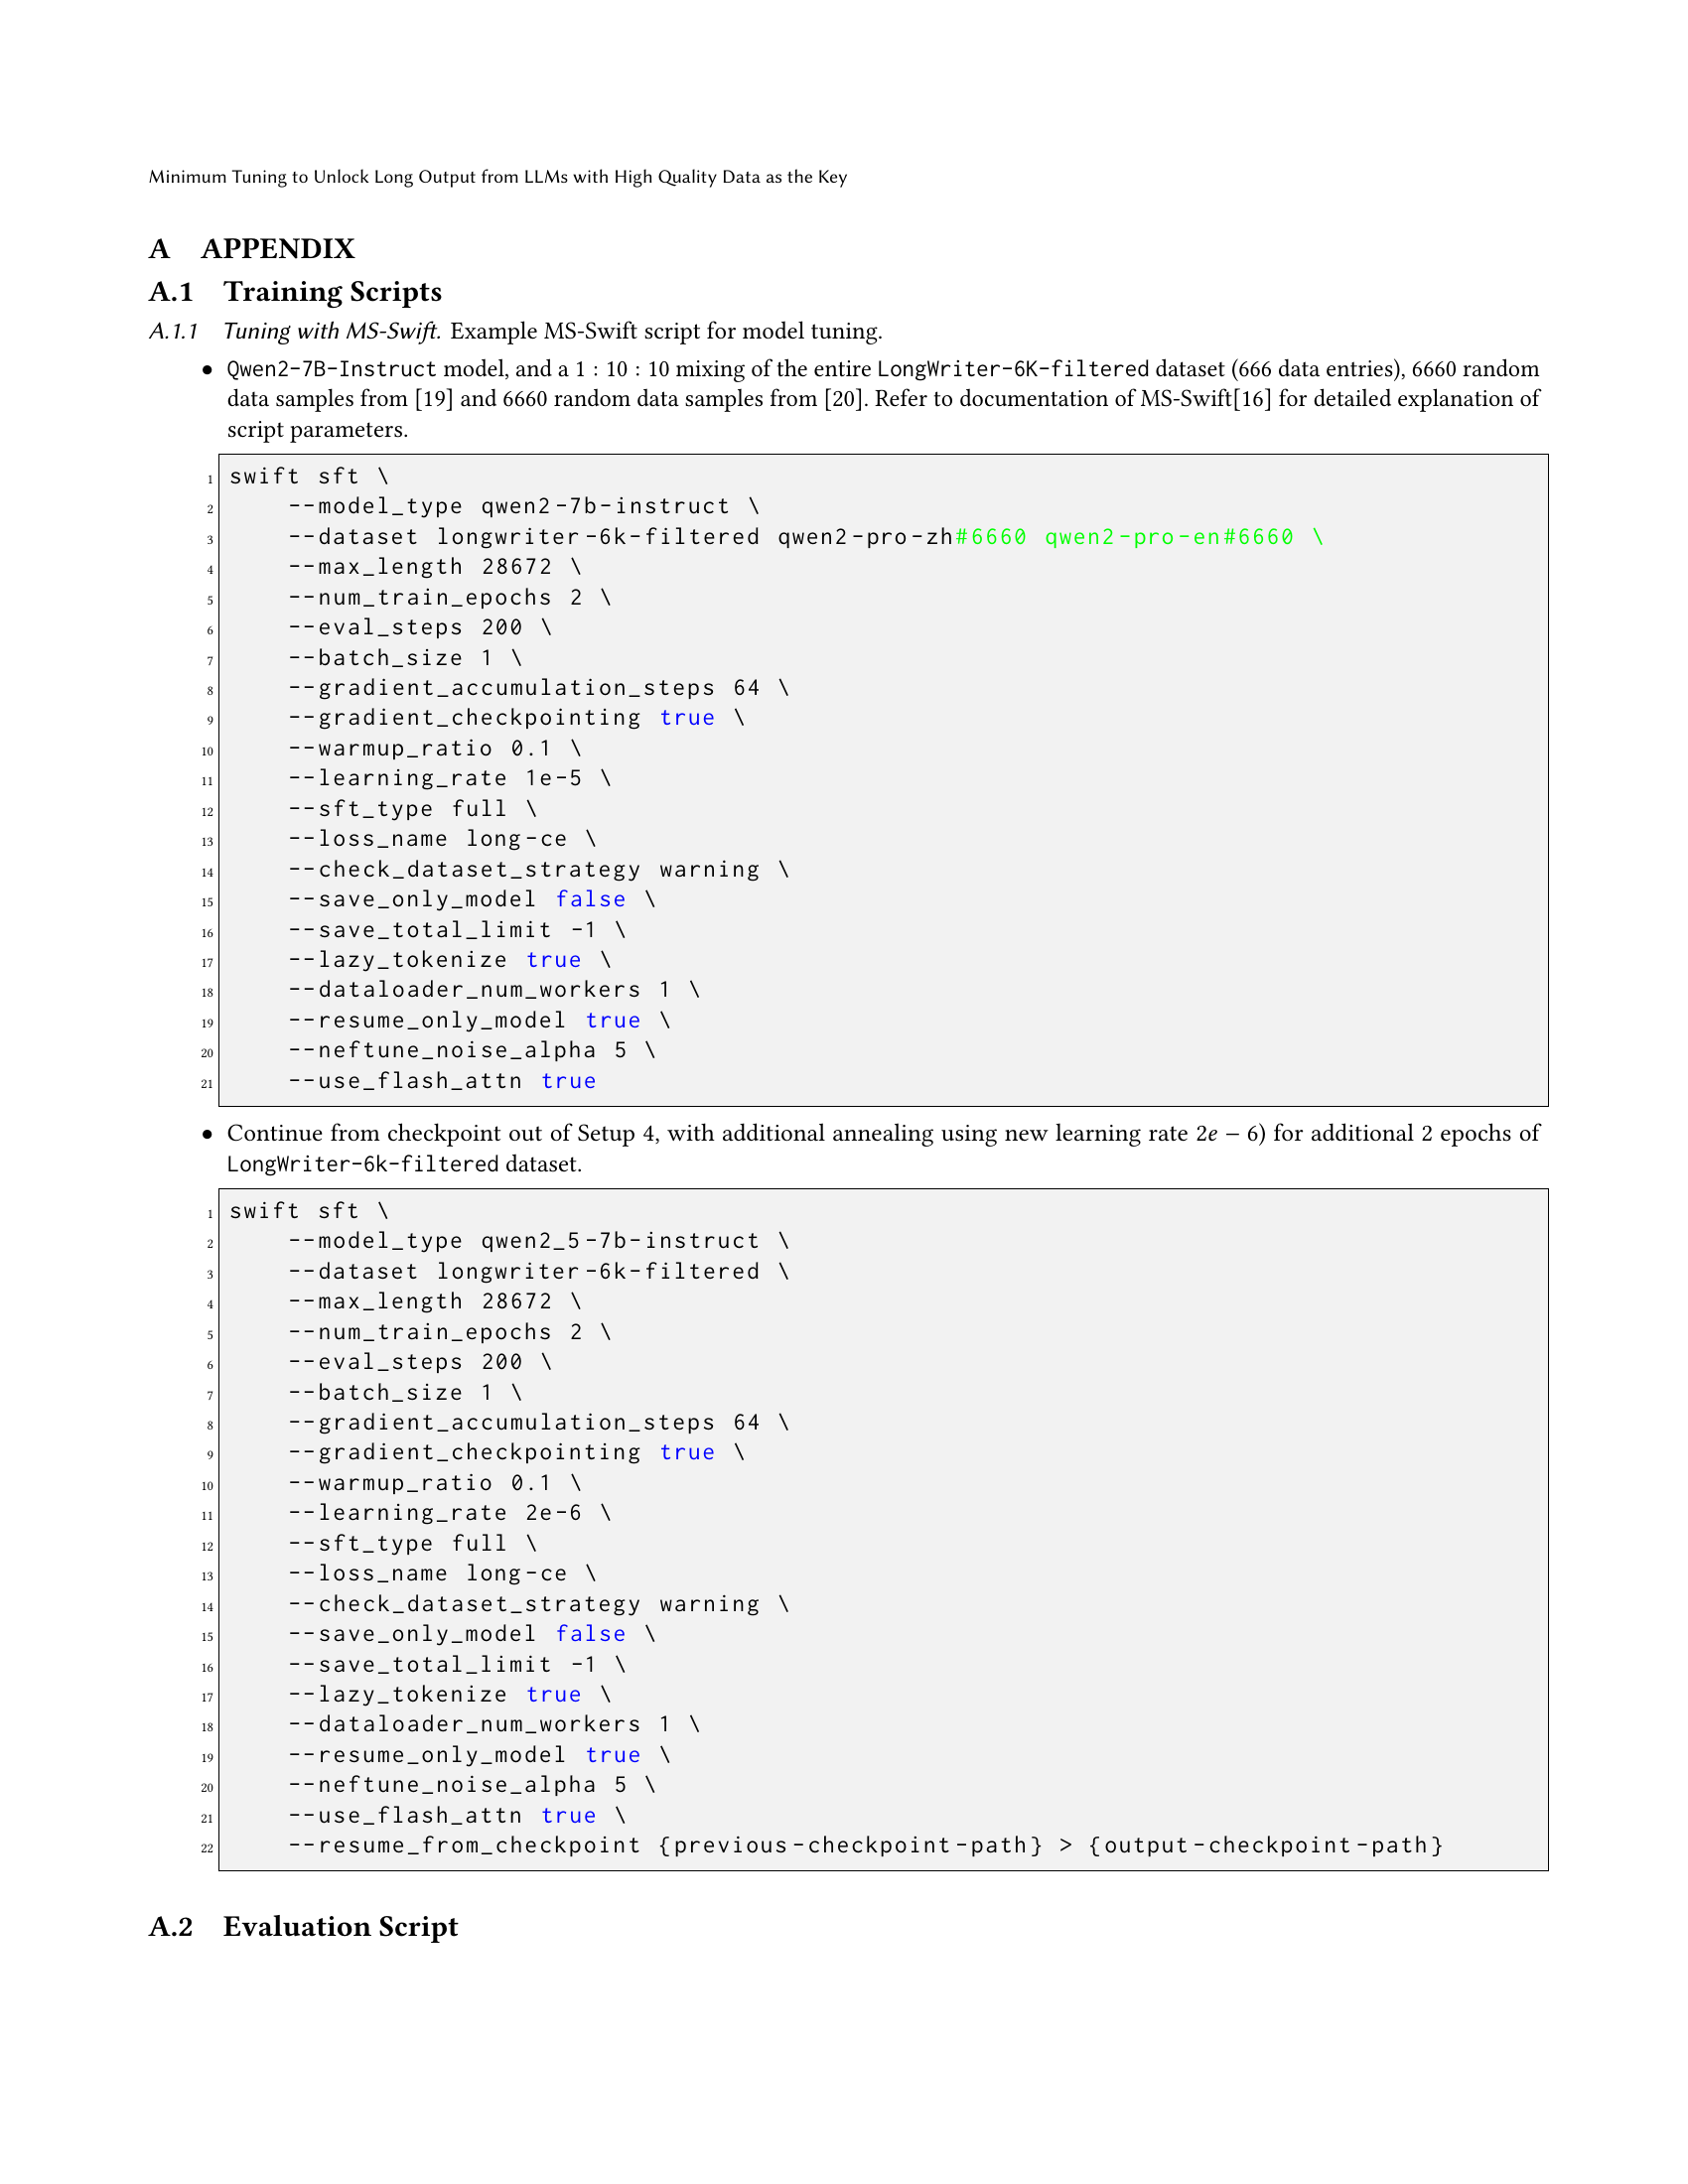 Minimum Tuning to Unlock Long Output from LLMs with High Quality Data as the Key
A APPENDIX
A.1 Training Scripts
A.1.1 Tuning with MS-Swift. Example MS-Swift script for model tuning.
• Qwen2-7B-Instruct model, and a 1 : 10 : 10 mixing of the entire LongWriter-6K-filtered dataset (666 data entries), 6660 random
data samples from [19] and 6660 random data samples from [20]. Refer to documentation of MS-Swift[16] for detailed explanation of
script parameters.
1 swift sft \
2 --model_type qwen2-7b-instruct \
3 --dataset longwriter-6k-filtered qwen2-pro-zh#6660 qwen2-pro-en#6660 \
4 --max_length 28672 \
5 --num_train_epochs 2 \
6 --eval_steps 200 \
7 --batch_size 1 \
8 --gradient_accumulation_steps 64 \
9 --gradient_checkpointing true \
10 --warmup_ratio 0.1 \
11 --learning_rate 1e-5 \
12 --sft_type full \
13 --loss_name long-ce \
14 --check_dataset_strategy warning \
15 --save_only_model false \
16 --save_total_limit -1 \
17 --lazy_tokenize true \
18 --dataloader_num_workers 1 \
19 --resume_only_model true \
20 --neftune_noise_alpha 5 \
21 --use_flash_attn true
• Continue from checkpoint out of Setup 4, with additional annealing using new learning rate 2e − 6) for additional 2 epochs of
LongWriter-6k-filtered dataset.
1 swift sft \
2 --model_type qwen2_5-7b-instruct \
3 --dataset longwriter-6k-filtered \
4 --max_length 28672 \
5 --num_train_epochs 2 \
6 --eval_steps 200 \
7 --batch_size 1 \
8 --gradient_accumulation_steps 64 \
9 --gradient_checkpointing true \
10 --warmup_ratio 0.1 \
11 --learning_rate 2e-6 \
12 --sft_type full \
13 --loss_name long-ce \
14 --check_dataset_strategy warning \
15 --save_only_model false \
16 --save_total_limit -1 \
17 --lazy_tokenize true \
18 --dataloader_num_workers 1 \
19 --resume_only_model true \
20 --neftune_noise_alpha 5 \
21 --use_flash_attn true \
22 --resume_from_checkpoint {previous-checkpoint-path} > {output-checkpoint-path}
A.2 Evaluation Script